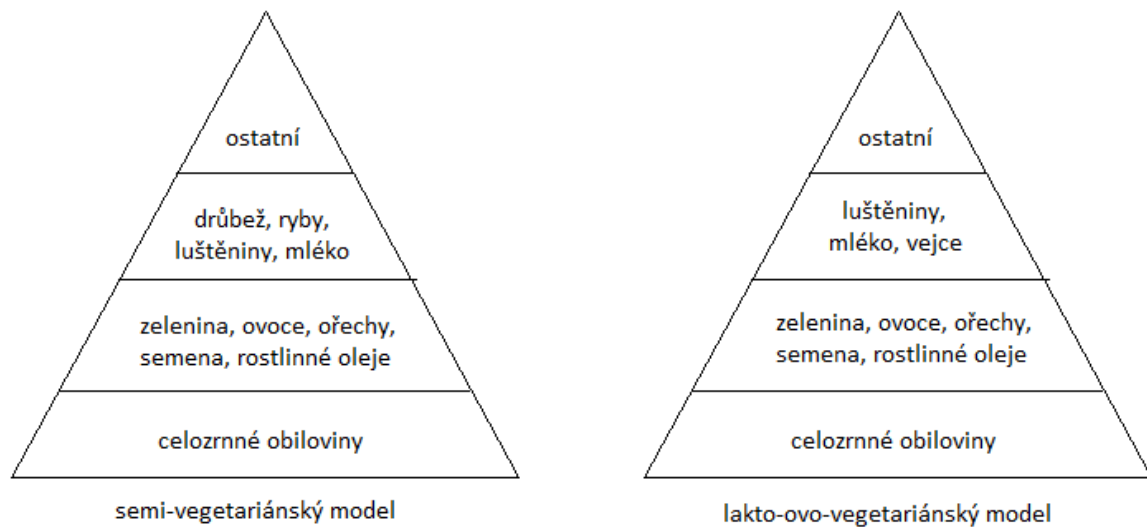 ostatní
drůbež, ryby,
luštěniny, mléko
zelenina, ovoce, ořechy,
semena, rostlinné oleje
celozrnné obiloviny
semi-vegetariánský model
ostatní
luštěniny,
mléko, vejce
zelenina, ovoce, ořechy,
semena, rostlinné oleje
celozrnné obiloviny
lakto-ovo-vegetariánský model